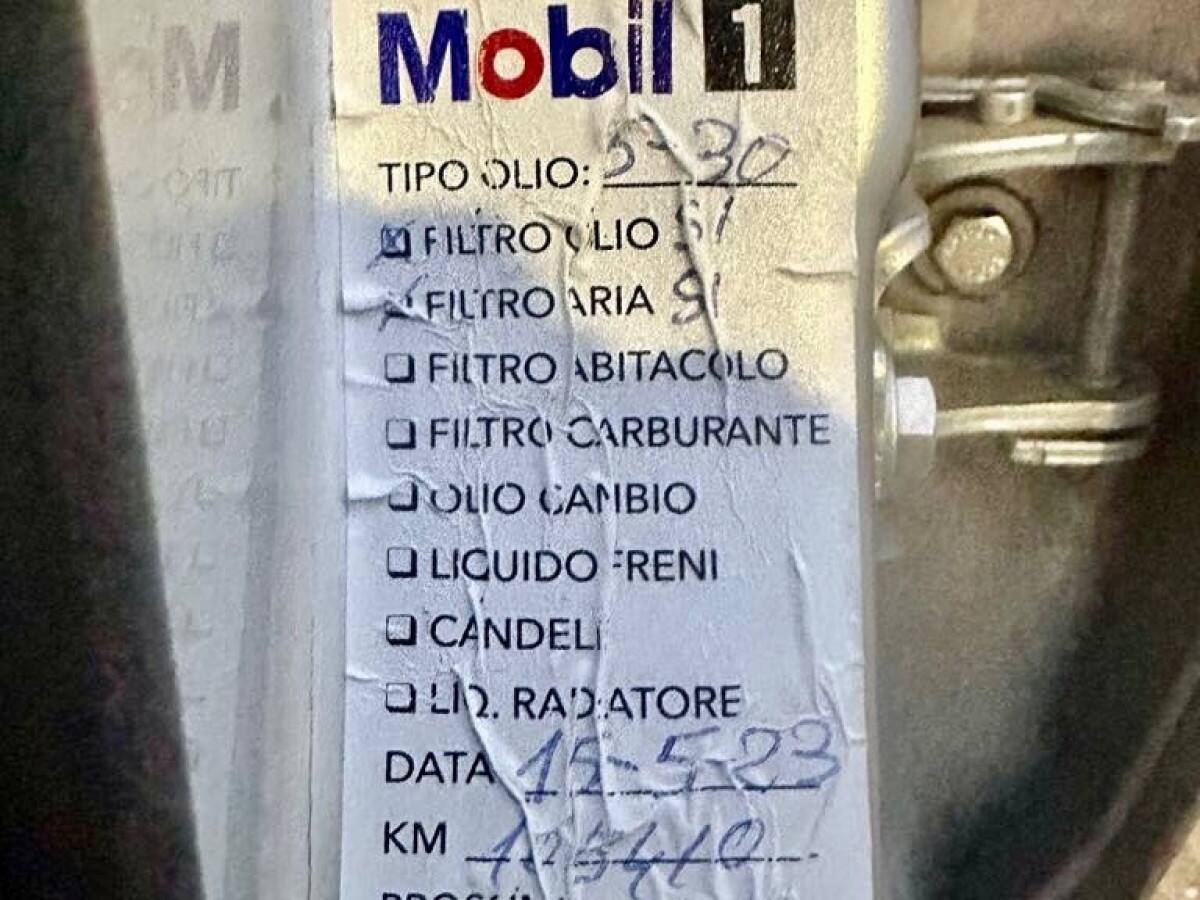 Mobil 1
TIPO OLIO: 5-30
FILTRO OLIO SI
FILTRO ARIA SI
FILTRO ABITACOLO
FILTRO CARBURANTE
OLIO CAMBIO
LIQUIDO FRENI
CANDELE
LIQ. RADIATORE
DATA 15-5-23
KM